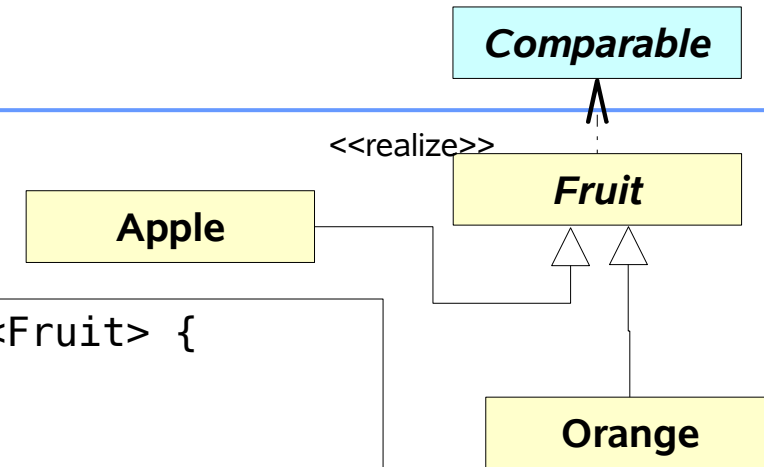 Comparable
<<realize>>
Fruit
Apple
<Fruit> {
Orange